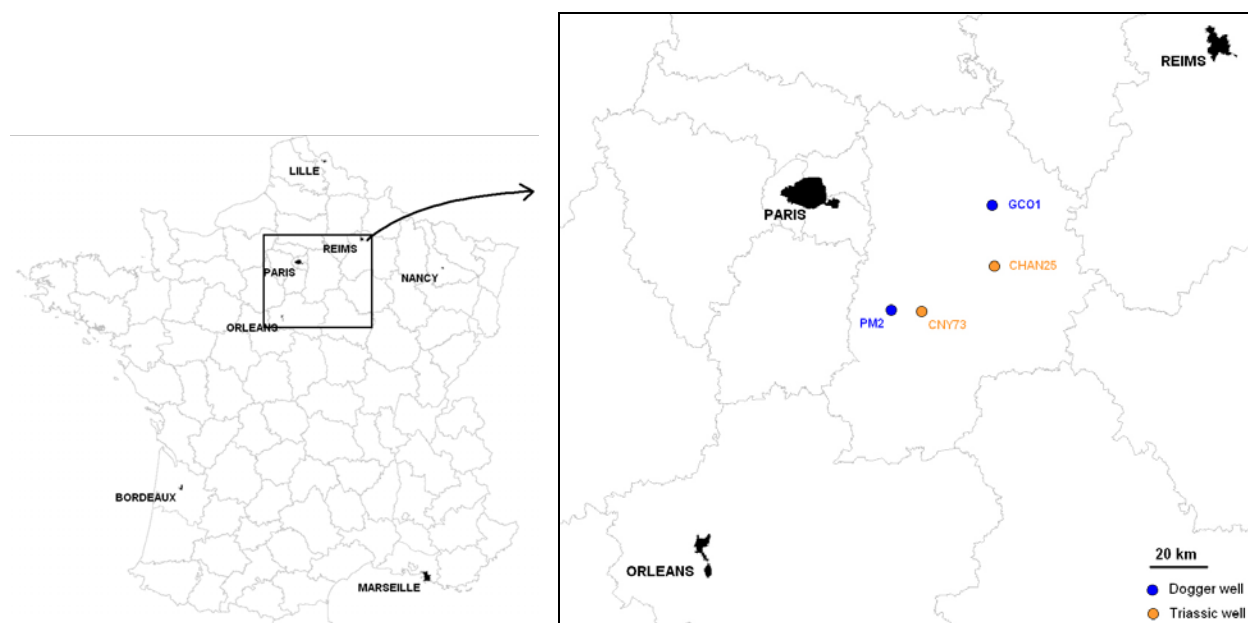 LILLE
REIMS
PARIS
NANCY
ORLEANS
BORDEAUX
MARSEILLE
REIMS
PARIS
GCO1
CHAN25
PM2
CNY73
ORLEANS
20 km
Dogger well
Triassic well